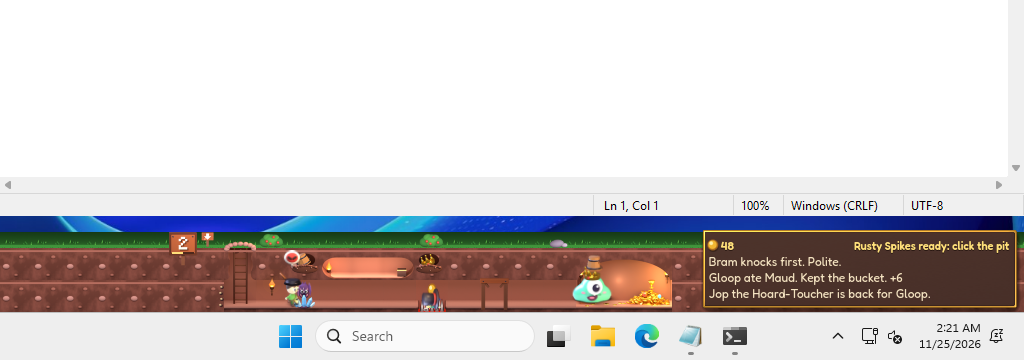 Ln 1, Col 1
100%
Windows (CRLF)
UTF-8
2
48
Rusty Spikes ready: click the pit
Bram knocks first. Polite.
Gloop ate Maud. Kept the bucket. +6
Jop the Hoard-Toucher is back for Gloop.
Search
2:21 AM
11/25/2026